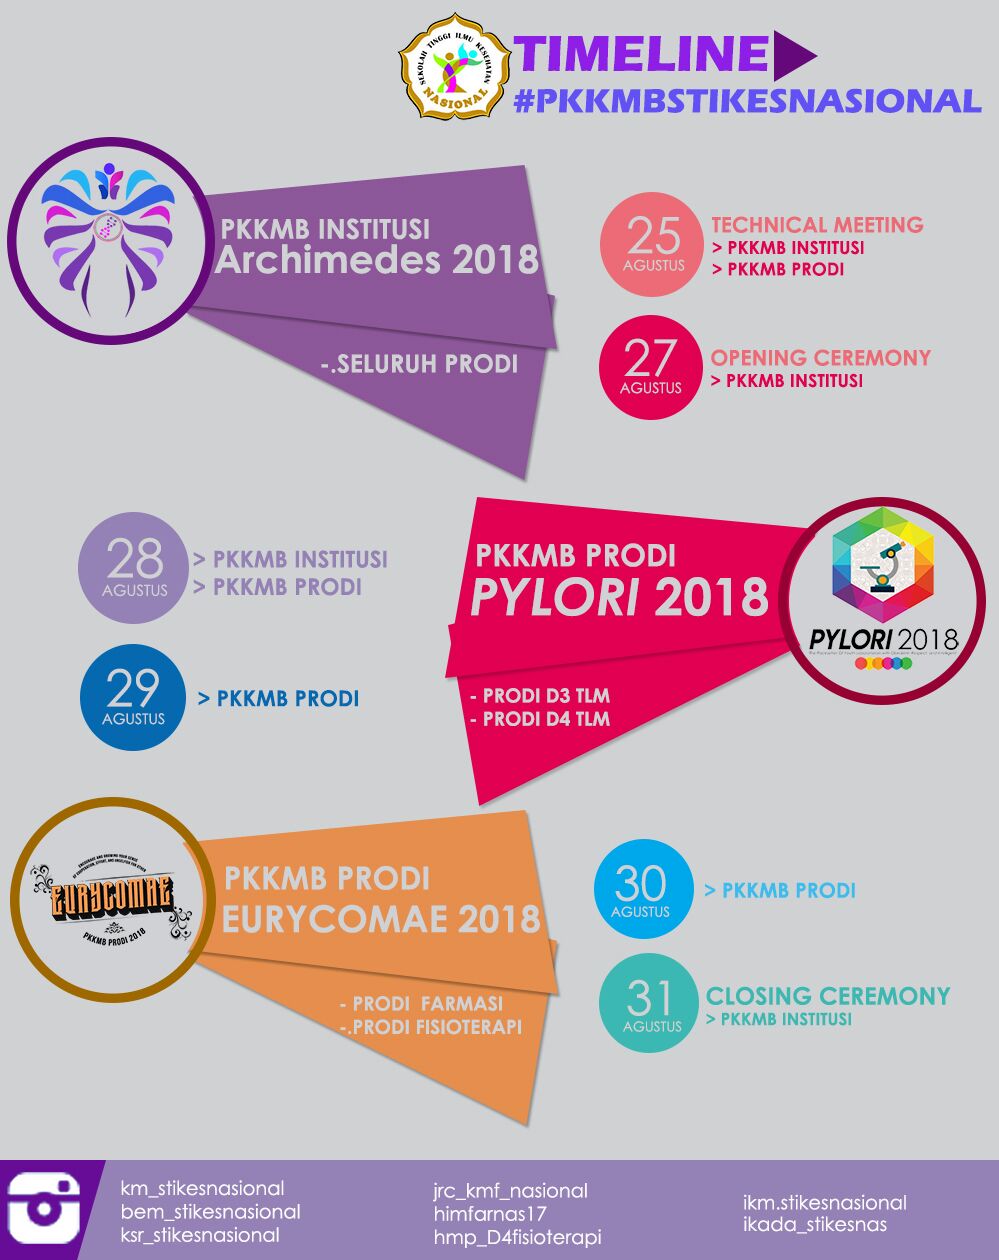 SEKOLAH TINGGI ILMU KESEHATAN
NASIONAL
TIMELINE
#PKKMBSTIKESNASIONAL
PKKMB INSTITUSI
Archimedes 2018
-.SELURUH PRODI
25
AGUSTUS
TECHNICAL MEETING
> PKKMB INSTITUSI
> PKKMB PRODI
27
AGUSTUS
OPENING CEREMONY
> PKKMB INSTITUSI
28
AGUSTUS
> PKKMB INSTITUSI
> PKKMB PRODI
29
AGUSTUS
> PKKMB PRODI
PKKMB PRODI
PYLORI 2018
- PRODI D3 TLM
- PRODI D4 TLM
PYLORI 2018
EURYCOMAE
PKKMB PRODI 2018
PKKMB PRODI
EURYCOMAE 2018
- PRODI FARMASI
-.PRODI FISIOTERAPI
30
AGUSTUS
> PKKMB PRODI
31
AGUSTUS
CLOSING CEREMONY
> PKKMB INSTITUSI
km_stikesnasional
bem_stikesnasional
ksr_stikesnasional
jrc_kmf_nasional
himfarnas17
hmp_D4fisioterapi
ikm.stikesnasional
ikada_stikesnas